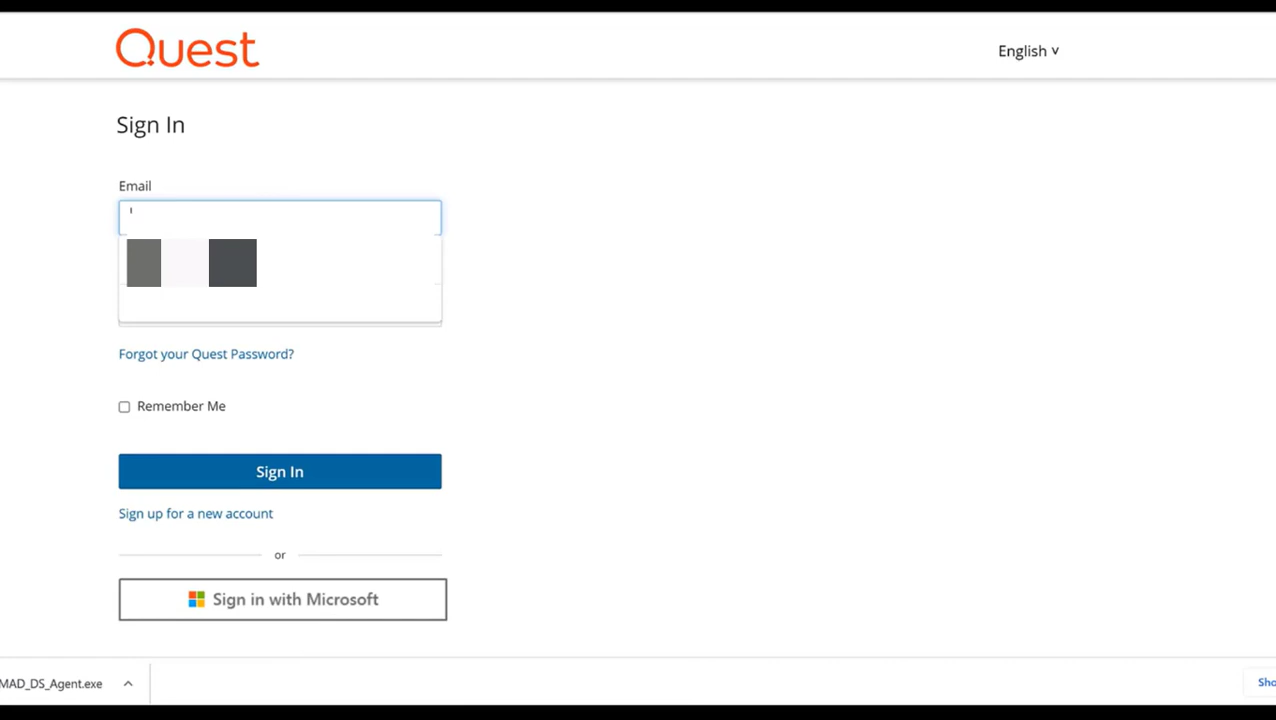 Quest
English v
Sign In
Email
Forgot your Quest Password?
Remember Me
Sign In
Sign up for a new account
or
Sign in with Microsoft
MAD_DS_Agent.exe
Sho